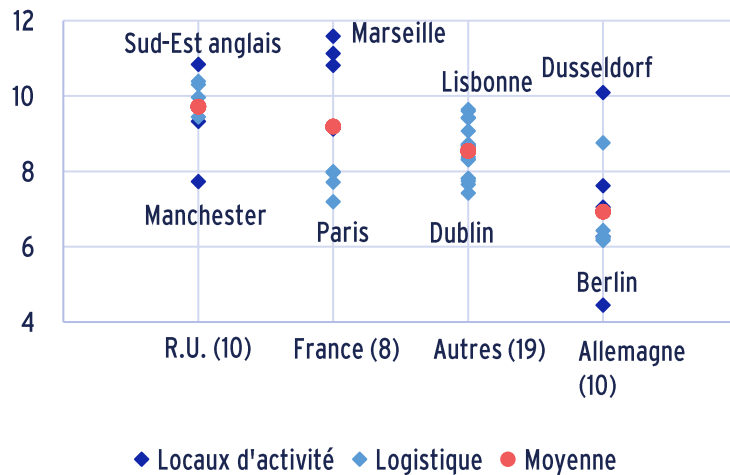 12
Sud-Est anglais
Marseille
10
Lisbonne
Dusseldorf
8
Manchester
Paris
Dublin
6
Berlin
4
R.U. (10)
France (8)
Autres (19)
Allemagne
(10)
Locaux d'activité
Logistique
Moyenne